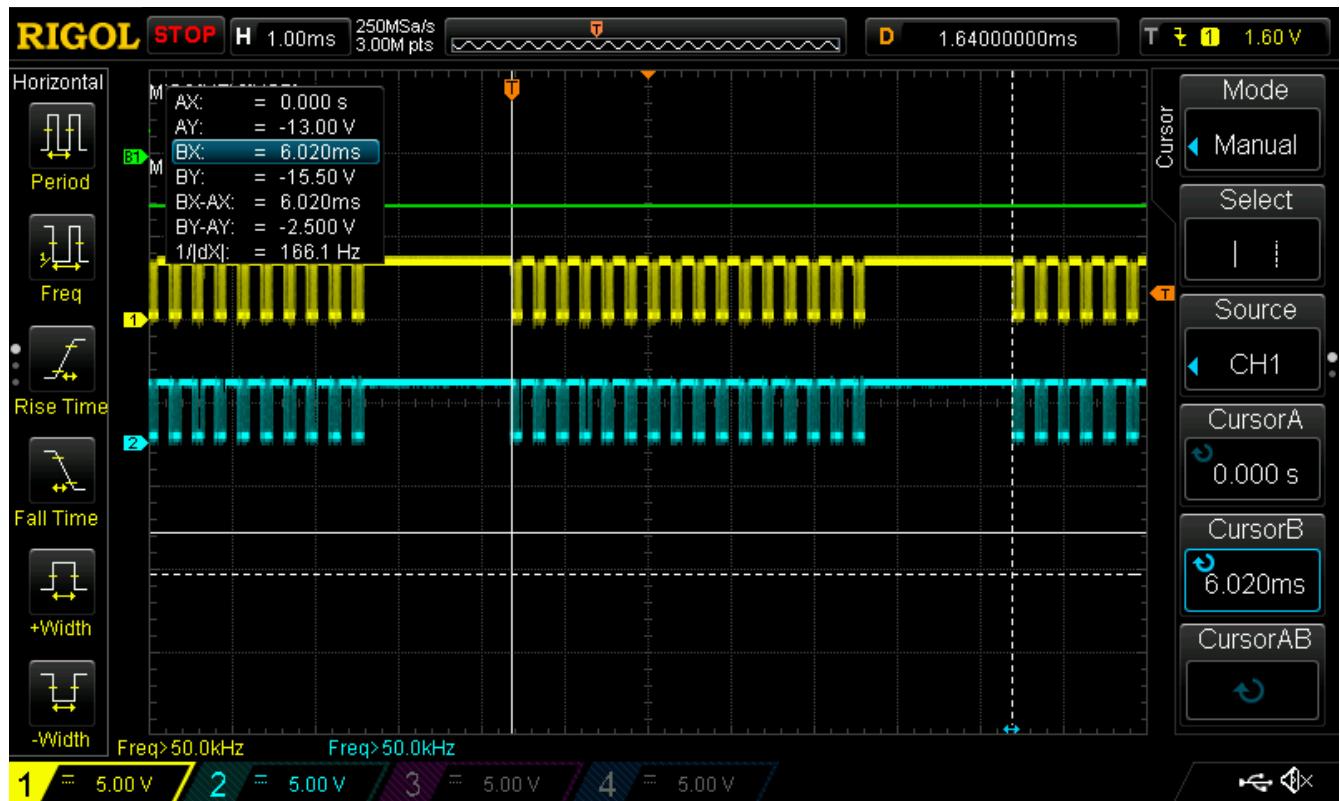 RIGOL STOP H 1.00ms 250MSa/s 3.00M pts T D 1.64000000ms T 1 1.60 V
Horizontal
Period
Freq
Rise Time
Fall Time
+Width
-Width
AX: = 0.000 s
AY: = -13.00 V
BX: = 6.020ms
BY: = -15.50 V
BX-AX: = 6.020ms
BY-AY: = -2.500 V
1/|dX|: = 166.1 Hz
T
B1
1
2
T
Freq>50.0kHz Freq>50.0kHz
Cursor
Mode
Manual
Select
Source
CH1
CursorA
0.000 s
CursorB
6.020ms
CursorAB
1 = 5.00 V 2 = 5.00 V 3 = 5.00 V 4 = 5.00 V